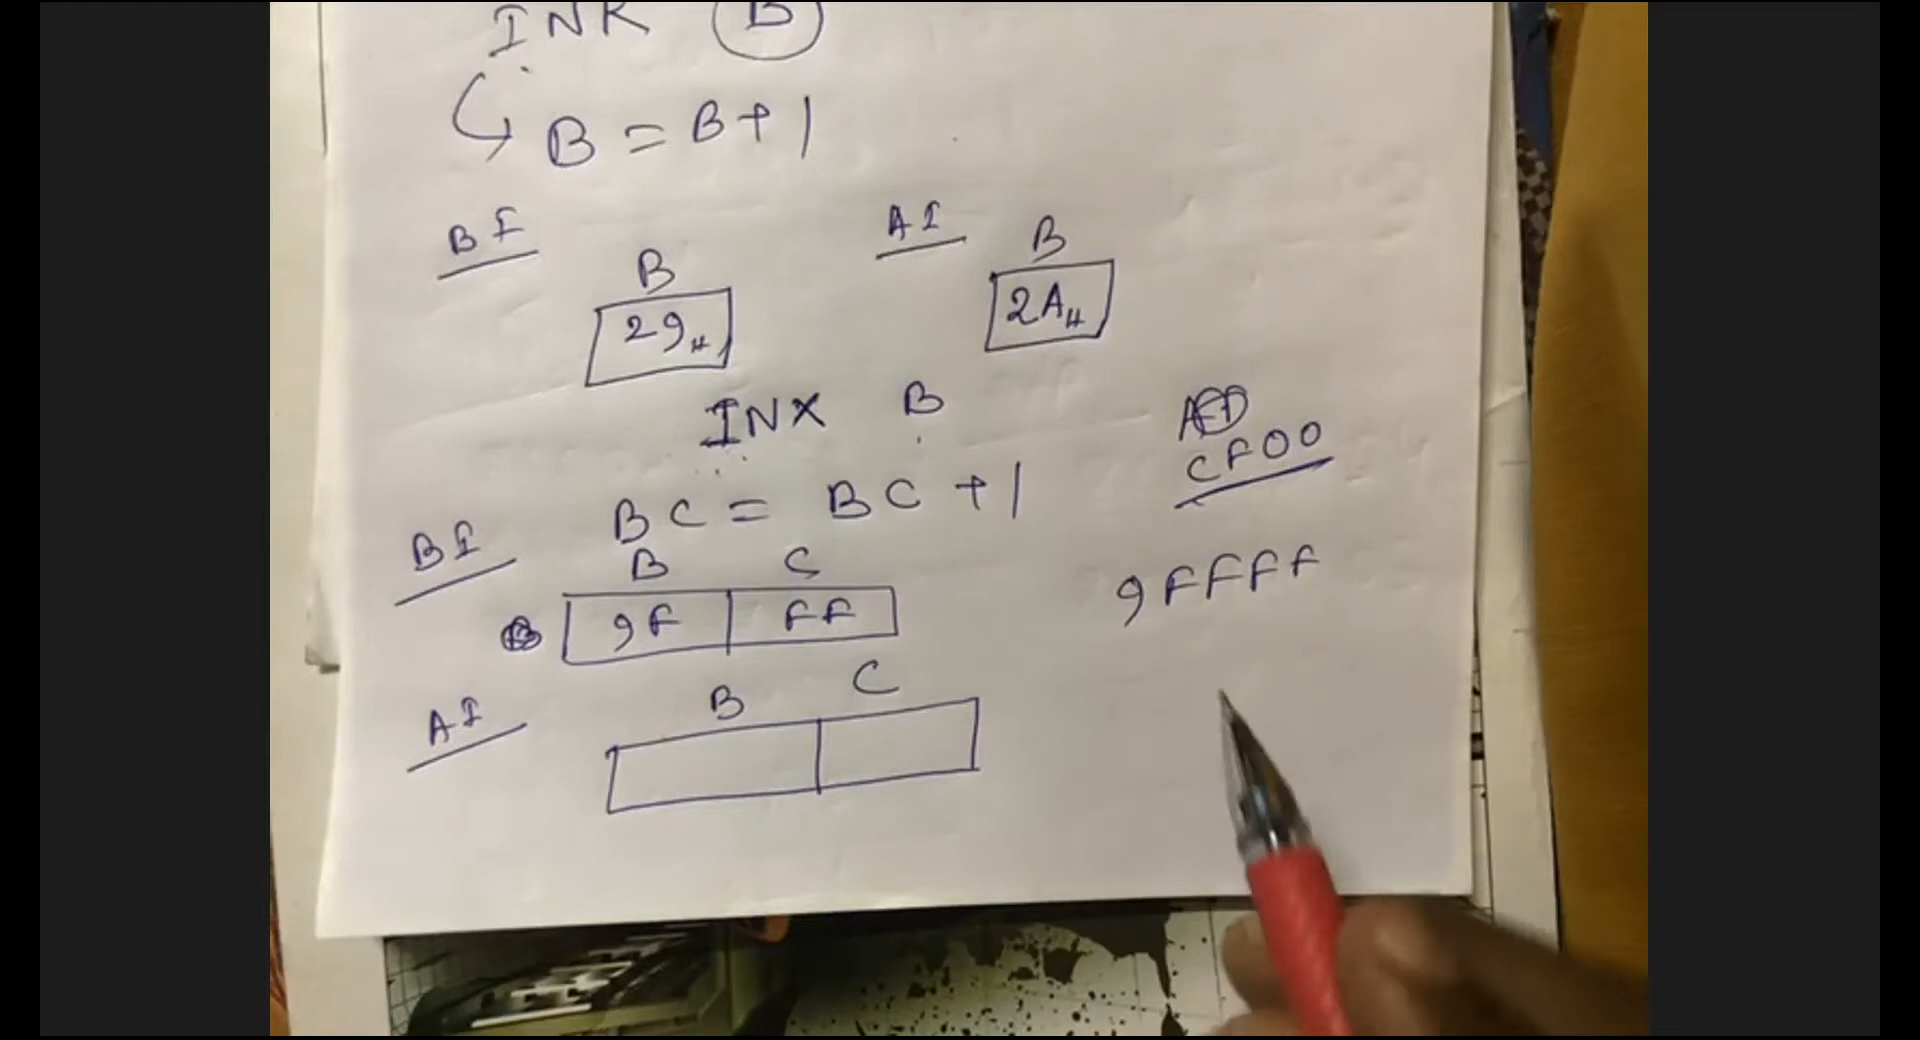 INR B
B = B + 1
BI
AI
B
B
29H
2AH
INX B
CF00
BC = BC + 1
BI
B C
9F FF
9FFFF
AI
B C